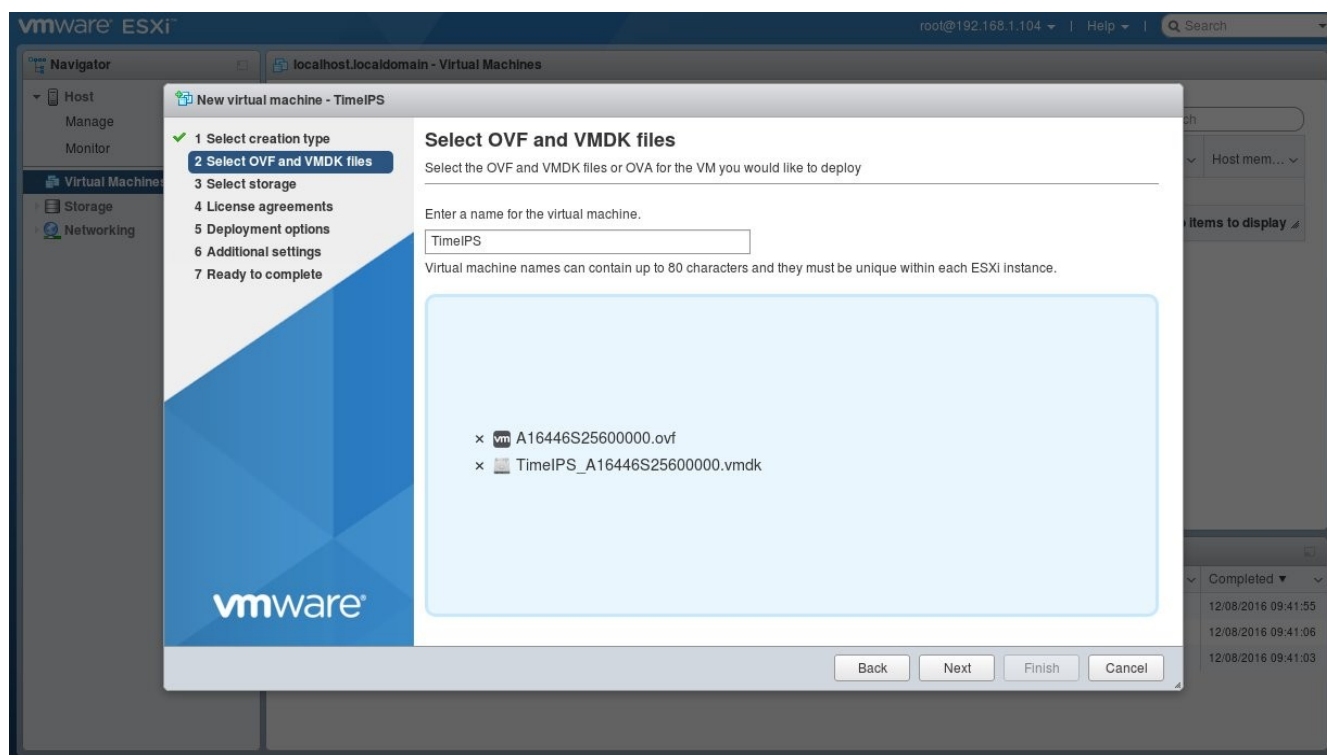 vmware ESXi™
root@192.168.1.104 | Help | Search
Navigator
localhost.localdomain - Virtual Machines
Host
Manage
Monitor
Virtual Machines
Storage
Networking
Host mem...
items to display
New virtual machine - TimeIPS
1 Select creation type
2 Select OVF and VMDK files
3 Select storage
4 License agreements
5 Deployment options
6 Additional settings
7 Ready to complete
vmware®
Select OVF and VMDK files
Select the OVF and VMDK files or OVA for the VM you would like to deploy
Enter a name for the virtual machine.
TimeIPS
Virtual machine names can contain up to 80 characters and they must be unique within each ESXi instance.
× vm A16446S25600000.ovf
× TimeIPS_A16446S25600000.vmdk
Back Next Finish Cancel
Completed ▼
12/08/2016 09:41:55
12/08/2016 09:41:06
12/08/2016 09:41:03